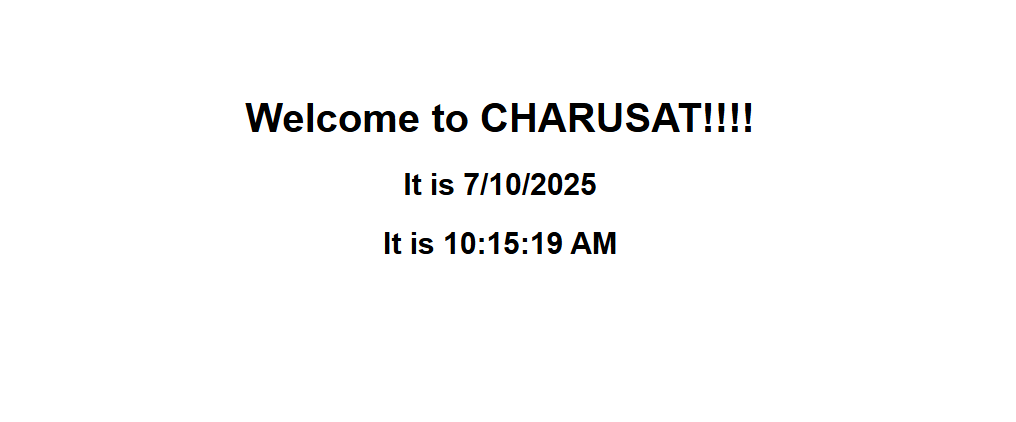 Welcome to CHARUSAT!!!!
It is 7/10/2025
It is 10:15:19 AM